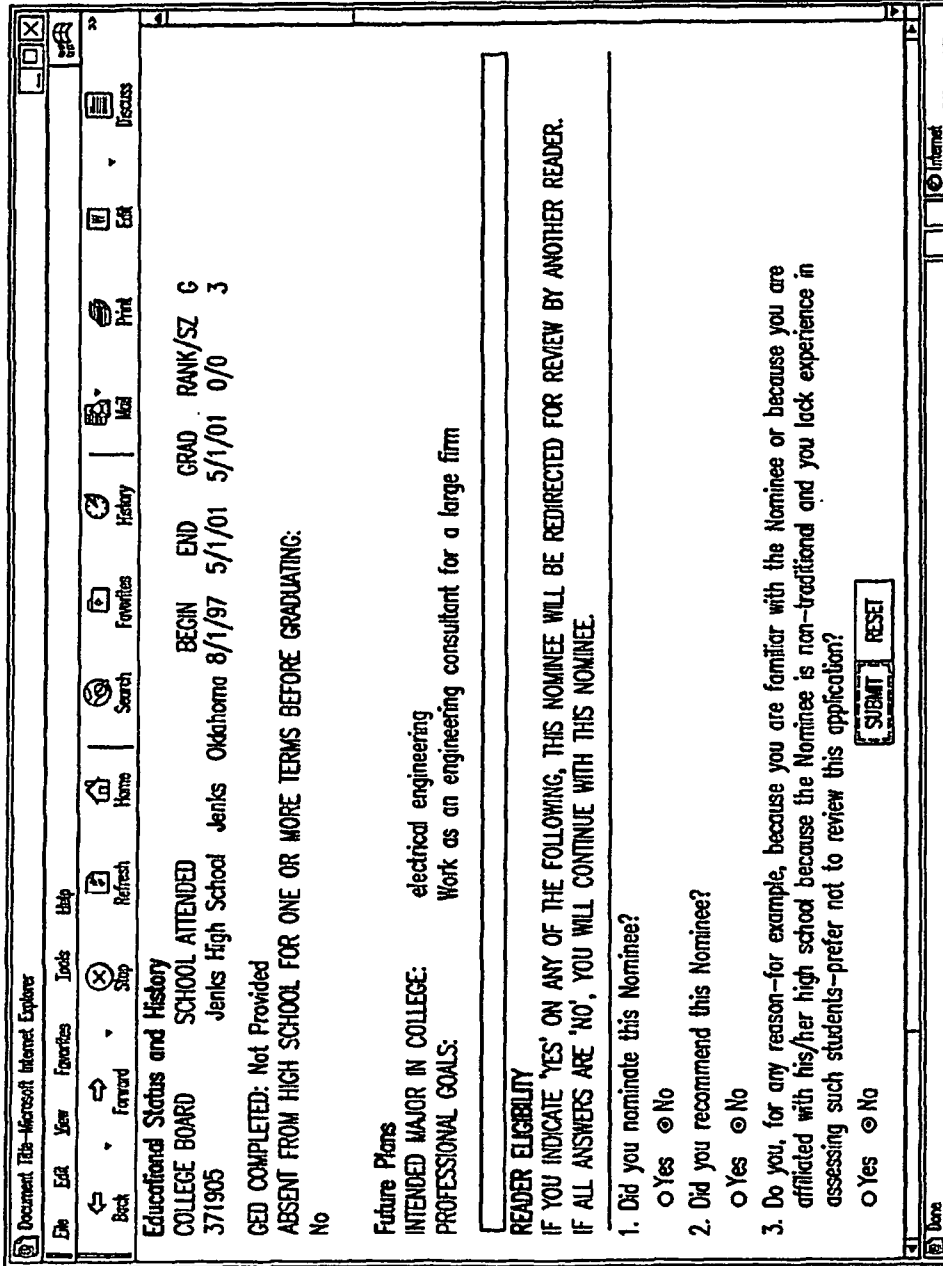 Document Title-Microsoft Internet Explorer
File Edit View Favorites Tools Help
Back Forward Stop Refresh Home Search Favorites History Mail Print Edit Discuss
Educational Status and History
COLLEGE BOARD SCHOOL ATTENDED BEGIN END GRAD RANK/SZ G
371905 Jenks High School Jenks Oklahoma 8/1/97 5/1/01 5/1/01 0/0 3
GED COMPLETED: Not Provided
ABSENT FROM HIGH SCHOOL FOR ONE OR MORE TERMS BEFORE GRADUATING:
No
Future Plans
INTENDED MAJOR IN COLLEGE: electrical engineering
PROFESSIONAL GOALS: Work as an engineering consultant for a large firm
READER ELIGIBILITY
IF YOU INDICATE 'YES' ON ANY OF THE FOLLOWING, THIS NOMINEE WILL BE REDIRECTED FOR REVIEW BY ANOTHER READER.
IF ALL ANSWERS ARE 'NO', YOU WILL CONTINUE WITH THIS NOMINEE.
1. Did you nominate this Nominee?
Yes No
2. Did you recommend this Nominee?
Yes No
3. Do you, for any reason-for example, because you are familiar with the Nominee or because you are
affiliated with his/her high school because the Nominee is non-traditional and you lack experience in
assessing such students-prefer not to review this application?
Yes No
SUBMIT RESET
Done Internet